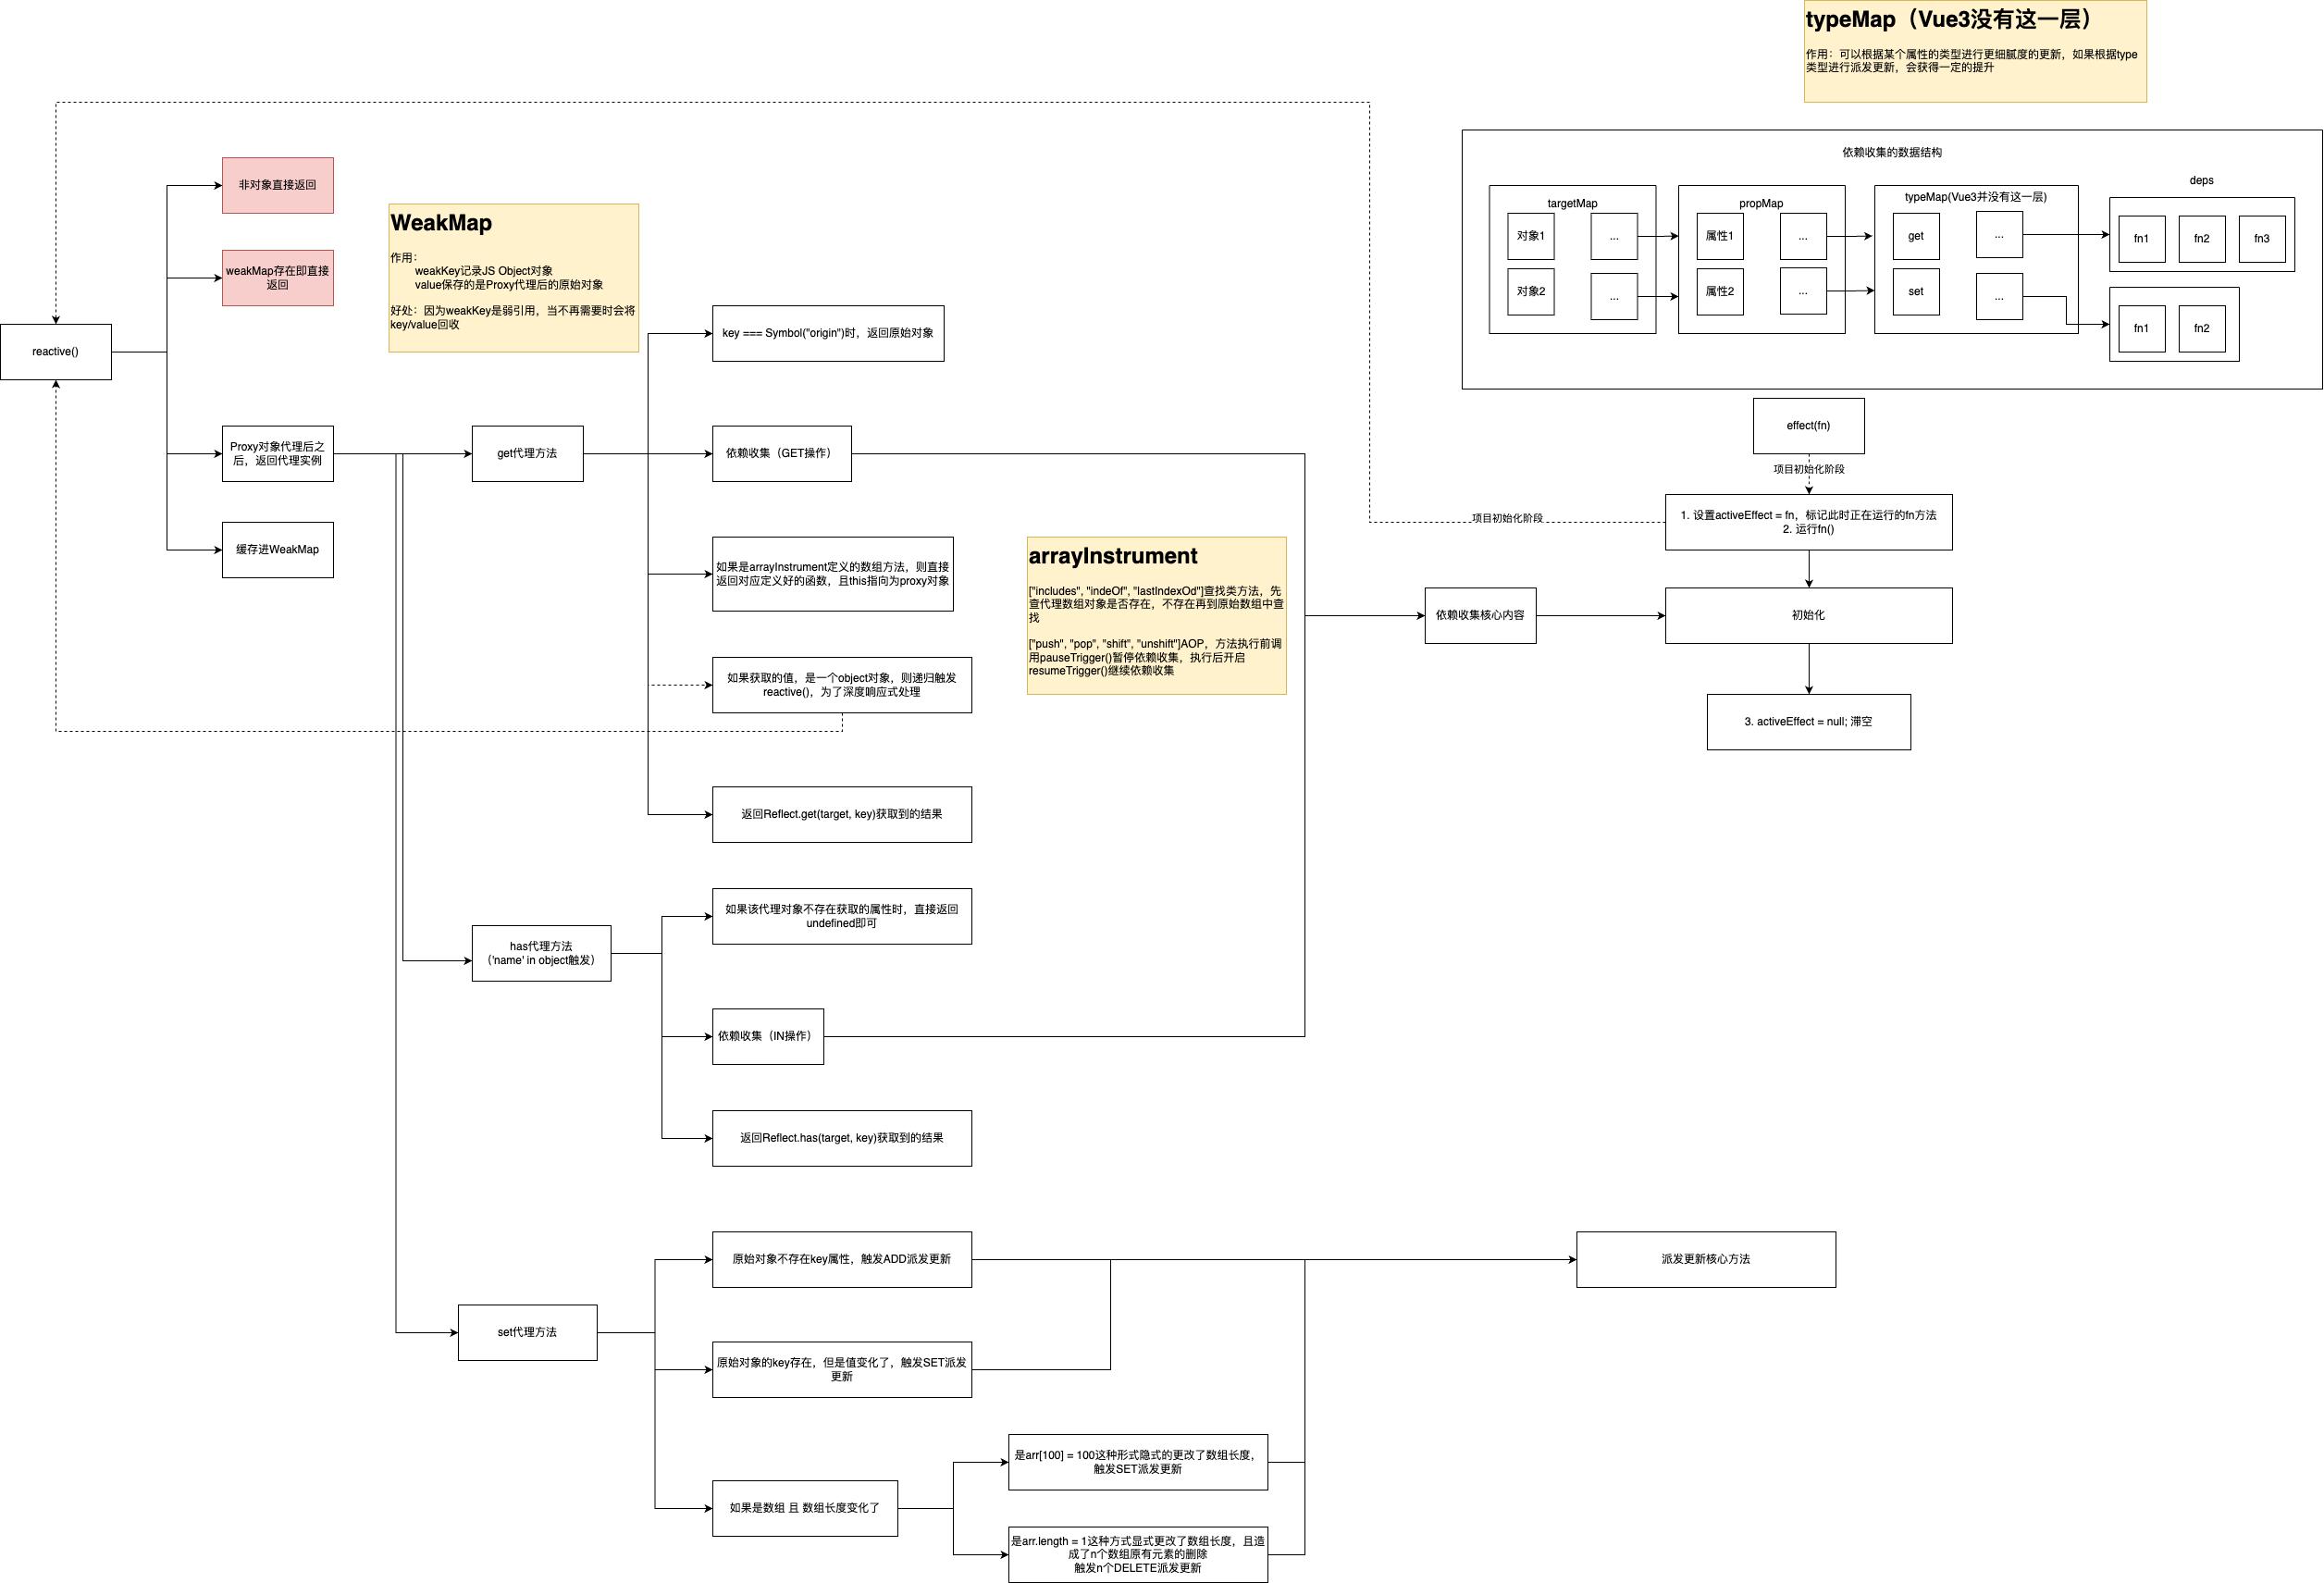 typeMap（Vue3没有这一层）
作用：可以根据某个属性的类型进行更细腻度的更新，如果根据type
类型进行派发更新，会获得一定的提升
依赖收集的数据结构
targetMap
对象1
...
对象2
...
propMap
属性1
...
属性2
...
typeMap(Vue3并没有这一层)
get
...
set
...
deps
fn1
fn2
fn3
fn1
fn2
非对象直接返回
weakMap存在即直接
返回
WeakMap
作用：
weakKey记录JS Object对象
value保存的是Proxy代理后的原始对象
好处：因为weakKey是弱引用，当不再需要时会将
key/value回收
reactive()
Proxy对象代理后之
后，返回代理实例
缓存进WeakMap
get代理方法
key === Symbol("origin")时，返回原始对象
依赖收集（GET操作）
如果是arrayInstrument定义的数组方法，则直接
返回对应定义好的函数，且this指向为proxy对象
如果获取的值，是一个object对象，则递归触发
reactive()，为了深度响应式处理
返回Reflect.get(target, key)获取到的结果
arrayInstrument
["includes", "indeOf", "lastIndexOd"]查找类方法，先
查代理数组对象是否存在，不存在再到原始数组中查
找
["push", "pop", "shift", "unshift"]AOP，方法执行前调
用pauseTrigger()暂停依赖收集，执行后开启
resumeTrigger()继续依赖收集
effect(fn)
项目初始化阶段
项目初始化阶段
1. 设置activeEffect = fn，标记此时正在运行的fn方法
2. 运行fn()
依赖收集核心内容
初始化
3. activeEffect = null; 滞空
has代理方法
（'name' in object触发）
如果该代理对象不存在获取的属性时，直接返回
undefined即可
依赖收集（IN操作）
返回Reflect.has(target, key)获取到的结果
set代理方法
原始对象不存在key属性，触发ADD派发更新
派发更新核心方法
原始对象的key存在，但是值变化了，触发SET派发
更新
如果是数组 且 数组长度变化了
是arr[100] = 100这种形式隐式的更改了数组长度，
触发SET派发更新
是arr.length = 1这种方式显式更改了数组长度，且造
成了n个数组原有元素的删除
触发n个DELETE派发更新